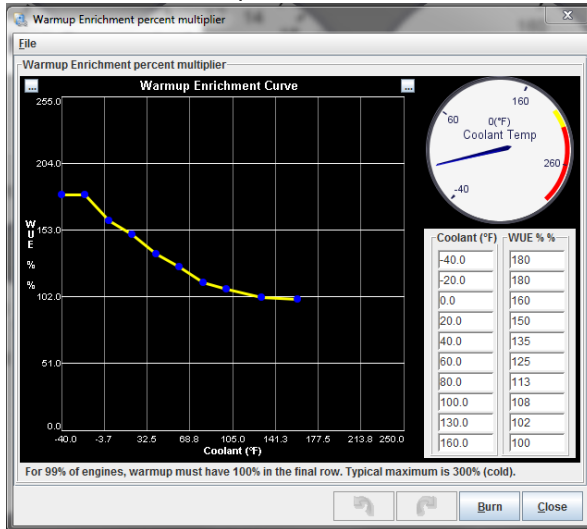 Warmup Enrichment percent multiplier
File
Warmup Enrichment percent multiplier
... Warmup Enrichment Curve ...
255.0
204.0
153.0
102.0
51.0
0.0
WUE % %
-40.0 -3.7 32.5 68.8 105.0 141.3 177.5 213.8 250.0
Coolant (°F)
160
60
0(°F)
Coolant Temp
260
-40
Coolant (°F) WUE % %
-40.0 180
-20.0 180
0.0 160
20.0 150
40.0 135
60.0 125
80.0 113
100.0 108
130.0 102
160.0 100
For 99% of engines, warmup must have 100% in the final row. Typical maximum is 300% (cold).
Burn Close